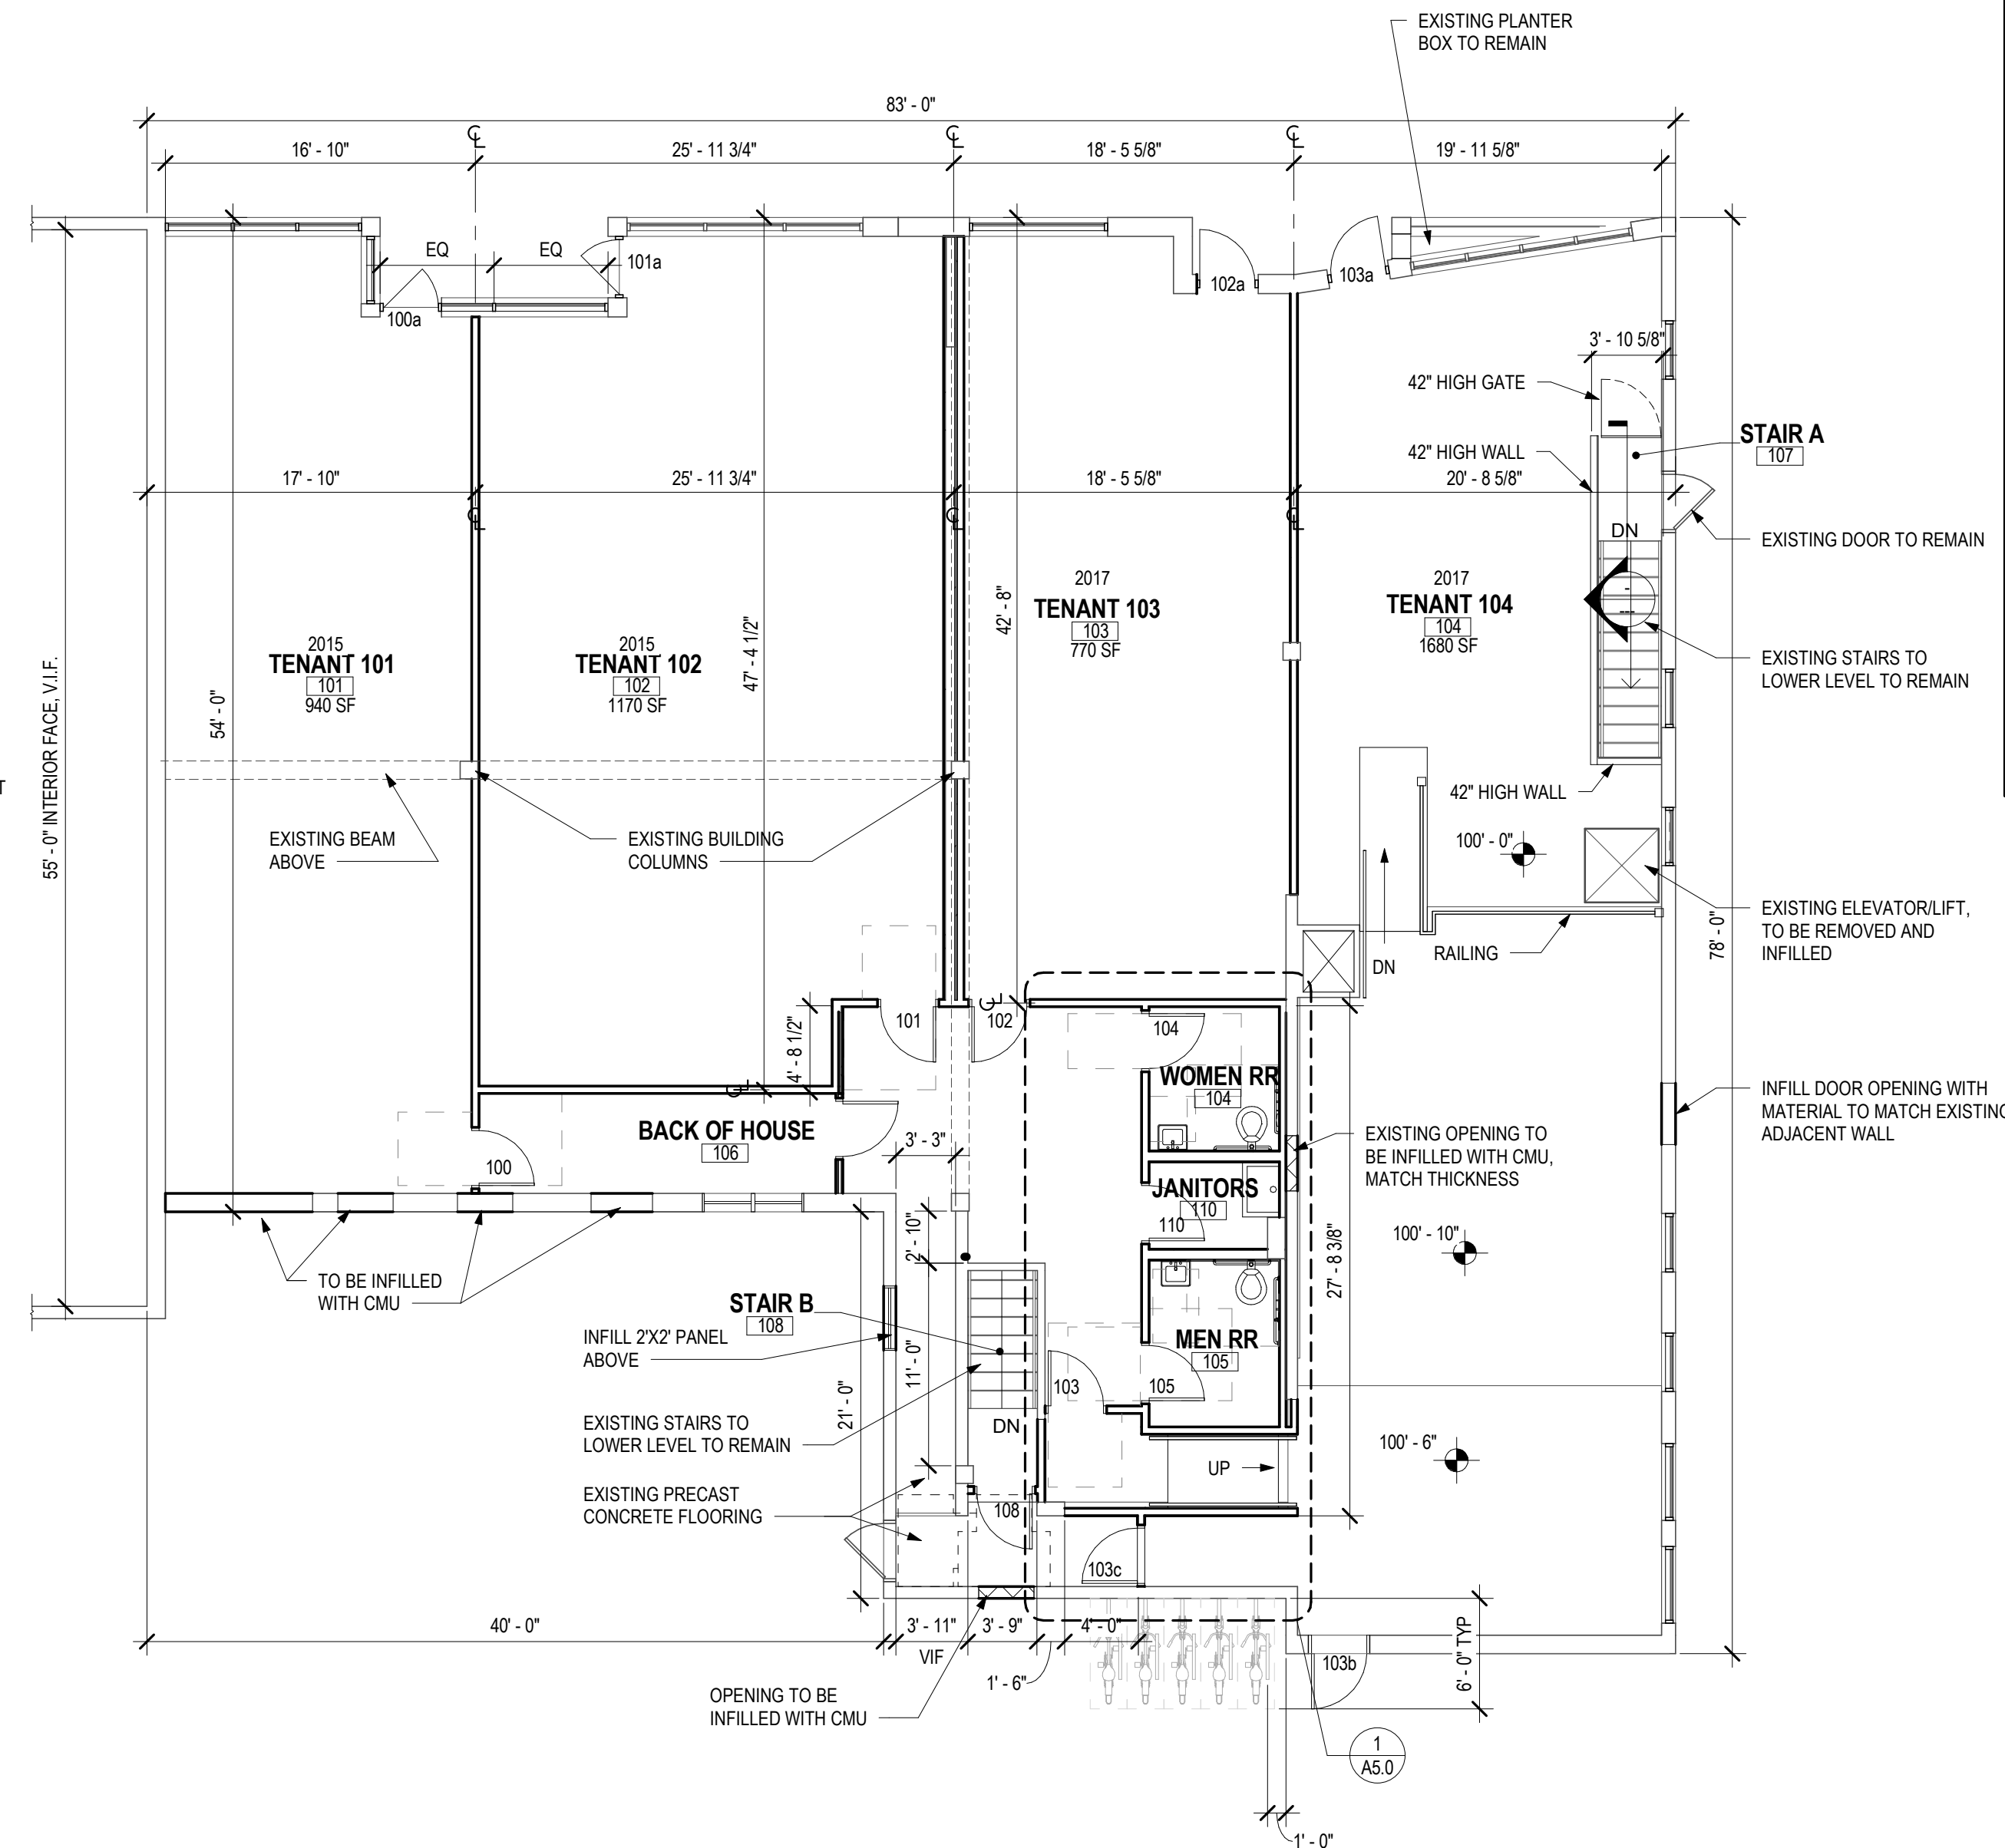 EXISTING PLANTER
BOX TO REMAIN
83' - 0"
16' - 10"
25' - 11 3/4"
18' - 5 5/8"
19' - 11 5/8"
EQ
EQ
101a
100a
102a
103a
3' - 10 5/8"
42" HIGH GATE
STAIR A
107
42" HIGH WALL
17' - 10"
25' - 11 3/4"
18' - 5 5/8"
20' - 8 5/8"
DN
EXISTING DOOR TO REMAIN
2015
TENANT 101
101
940 SF
2015
TENANT 102
102
1170 SF
2017
TENANT 103
103
770 SF
2017
TENANT 104
104
1680 SF
EXISTING STAIRS TO
LOWER LEVEL TO REMAIN
55' - 0" INTERIOR FACE, V.I.F.
54' - 0"
47' - 4 1/2"
42' - 8"
T
42" HIGH WALL
EXISTING BEAM
ABOVE
EXISTING BUILDING
COLUMNS
100' - 0"
EXISTING ELEVATOR/LIFT,
TO BE REMOVED AND
INFILLED
RAILING
DN
78' - 0"
101
102
4' - 8 1/2"
104
WOMEN RR
104
INFILL DOOR OPENING WITH
MATERIAL TO MATCH EXISTING
ADJACENT WALL
BACK OF HOUSE
106
3' - 3"
100
EXISTING OPENING TO
BE INFILLED WITH CMU,
MATCH THICKNESS
JANITORS
110
110
2' - 10"
100' - 10"
27' - 8 3/8"
TO BE INFILLED
WITH CMU
STAIR B
108
INFILL 2'X2' PANEL
ABOVE
MEN RR
105
11' - 0"
103
105
21' - 0"
EXISTING STAIRS TO
LOWER LEVEL TO REMAIN
DN
100' - 6"
UP
EXISTING PRECAST
CONCRETE FLOORING
108
103c
40' - 0"
3' - 11"
VIF
3' - 9"
4' - 0"
1' - 6"
103b
6' - 0" TYP
OPENING TO BE
INFILLED WITH CMU
1
A5.0
1' - 0"